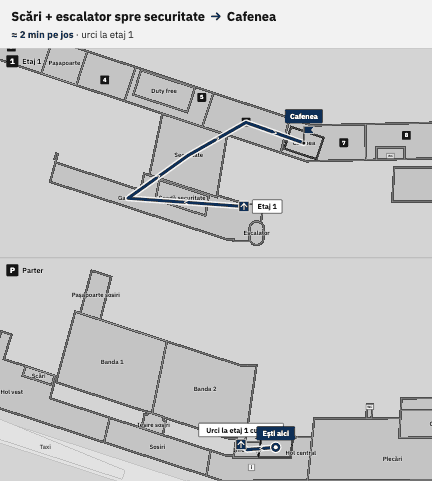 Scări + escalator spre securitate → Cafenea
≈ 2 min pe jos · urci la etaj 1
1 Etaj 1
Pașapoarte
4
Duty free
5
Cafenea
7
8
Securitate
Etaj 1
Escalator
P Parter
Pașapoarte sosiri
Banda 1
Banda 2
Scări
Hol vest
Taxi
Sosiri
Urci la etaj 1 cu
Ești aici
Hol central
Plecări